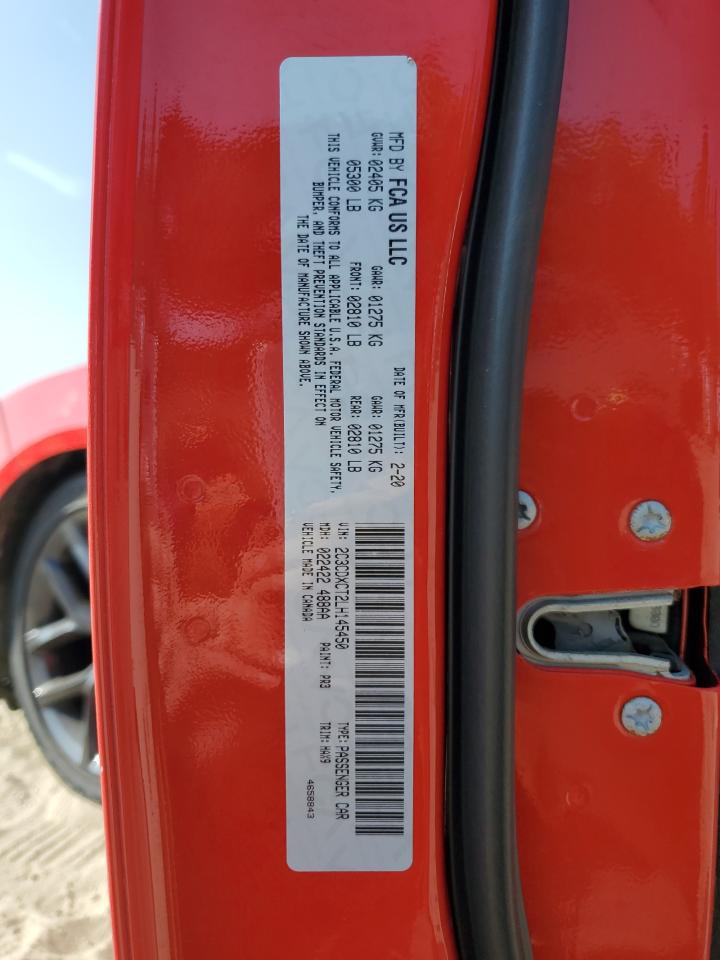 MFD BY FCA US LLC
DATE OF MFR(BUILT): 2-20
GVWR: 02405 KG GAWR: 01275 KG GAWR: 01275 KG
05300 LB FRONT: 02810 LB REAR: 02810 LB
THIS VEHICLE CONFORMS TO ALL APPLICABLE U.S.A. FEDERAL MOTOR VEHICLE SAFETY,
BUMPER, AND THEFT PREVENTION STANDARDS IN EFFECT ON
THE DATE OF MANUFACTURE SHOWN ABOVE.
VIN: 2C3CDXCT2LH145450 TYPE: PASSENGER CAR
MDH: 022422 488AA PAINT: PR3 TRIM: HAX9
VEHICLE MADE IN CANADA
4658843